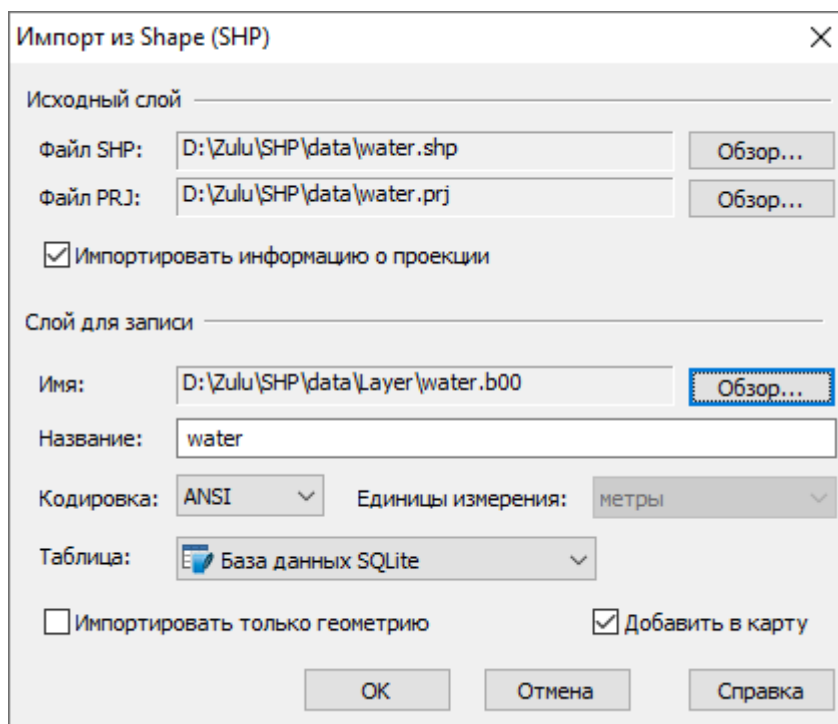 Импорт из Shape (SHP)
Исходный слой
Файл SHP: D:\Zulu\SHP\data\water.shp Обзор...
Файл PRJ: D:\Zulu\SHP\data\water.prj Обзор...
Импортировать информацию о проекции
Слой для записи
Имя: D:\Zulu\SHP\data\Layer\water.b00 Обзор...
Название: water
Кодировка: ANSI Единицы измерения: метры
Таблица: База данных SQLite
Импортировать только геометрию Добавить в карту
ОК Отмена Справка